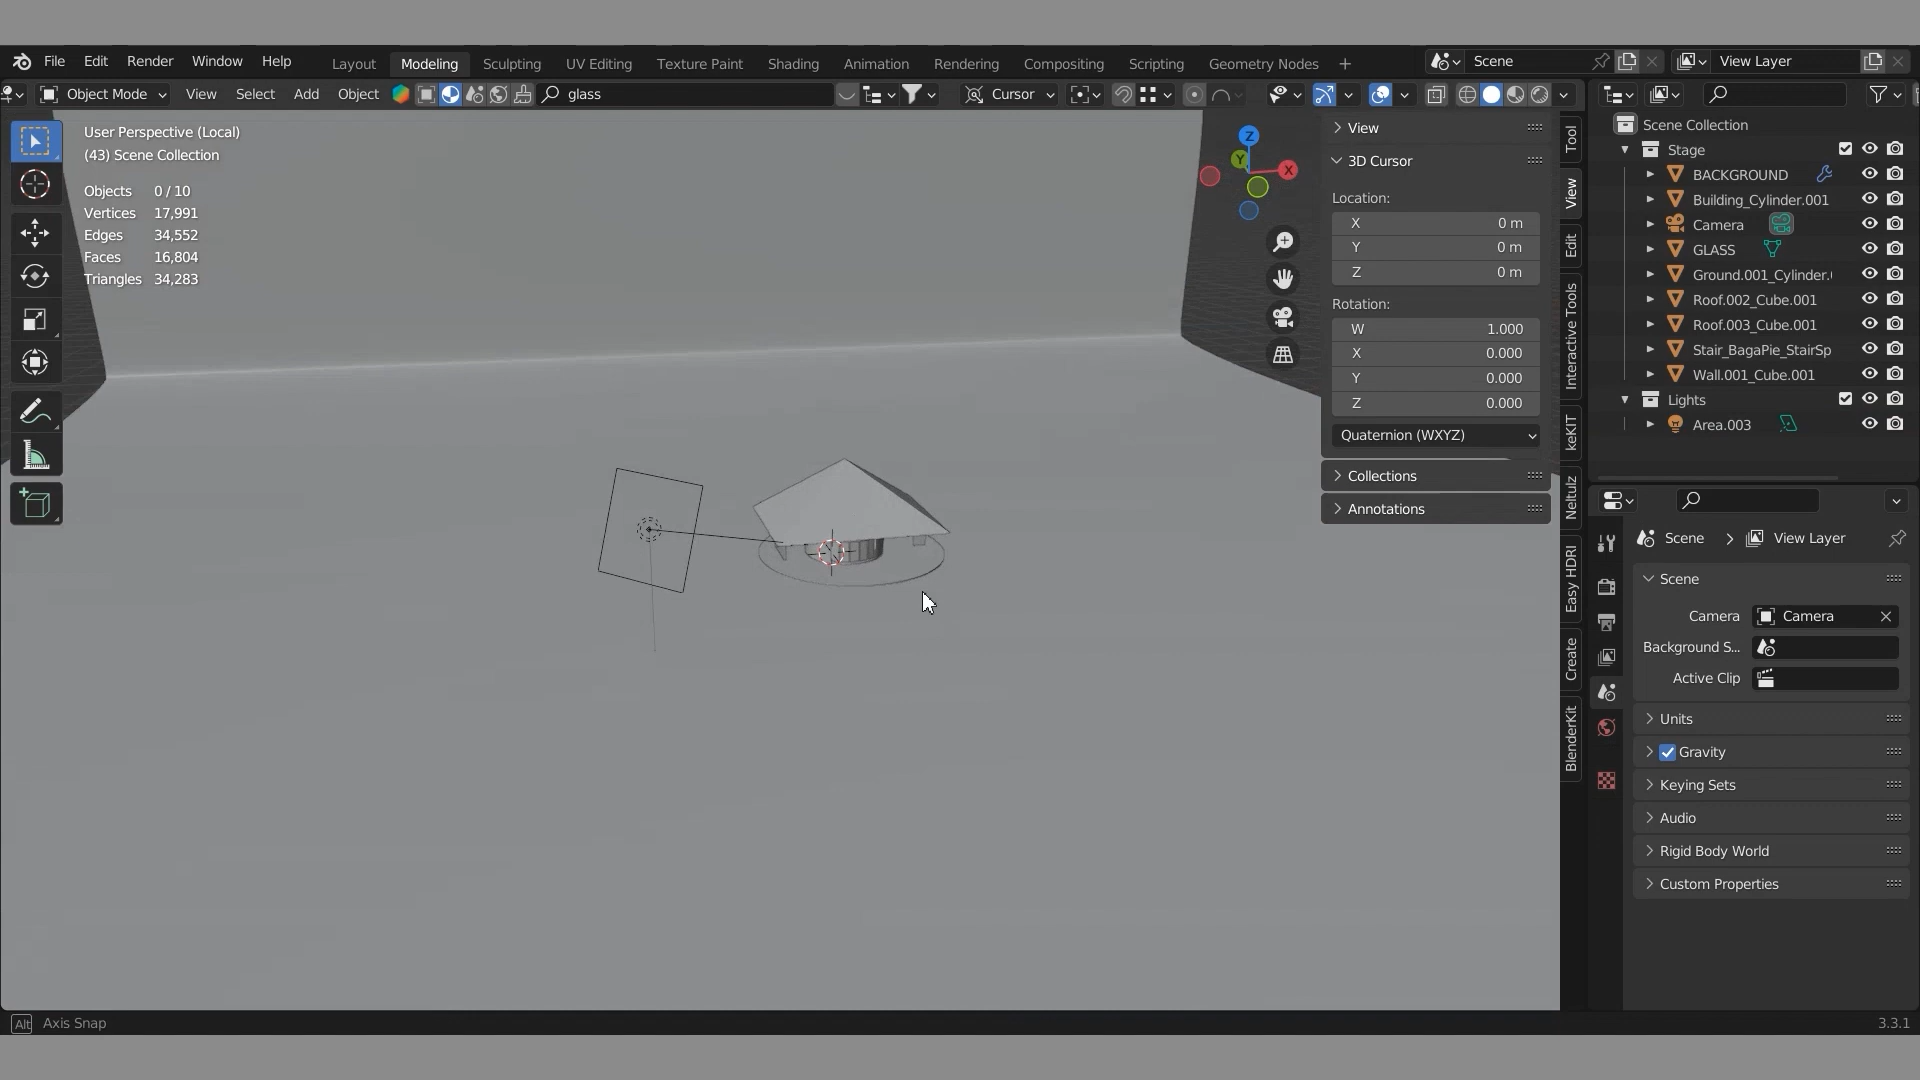 File Edit Render Window Help Layout Modeling Sculpting UV Editing Texture Paint Shading Animation Rendering Compositing Scripting Geometry Nodes + Scene View Layer
Object Mode View Select Add Object glass Cursor
User Perspective (Local)
(43) Scene Collection
Objects 0 / 10
Vertices 17,991
Edges 34,552
Faces 16,804
Triangles 34,283
Z
Y
X
View
3D Cursor
Location:
X 0 m
Y 0 m
Z 0 m
Rotation:
W 1.000
X 0.000
Y 0.000
Z 0.000
Quaternion (WXYZ)
Collections
Annotations
Tool
View
Edit
Interactive Tools
keKIT
Neltulz
Easy HDRI
Create
BlenderKit
Scene Collection
Stage
BACKGROUND
Building_Cylinder.001
Camera
GLASS
Ground.001_Cylinder.
Roof.002_Cube.001
Roof.003_Cube.001
Stair_BagaPie_StairSp
Wall.001_Cube.001
Lights
Area.003
Scene View Layer
Scene
Camera Camera
Background S...
Active Clip
Units
Gravity
Keying Sets
Audio
Rigid Body World
Custom Properties
Alt Axis Snap 3.3.1